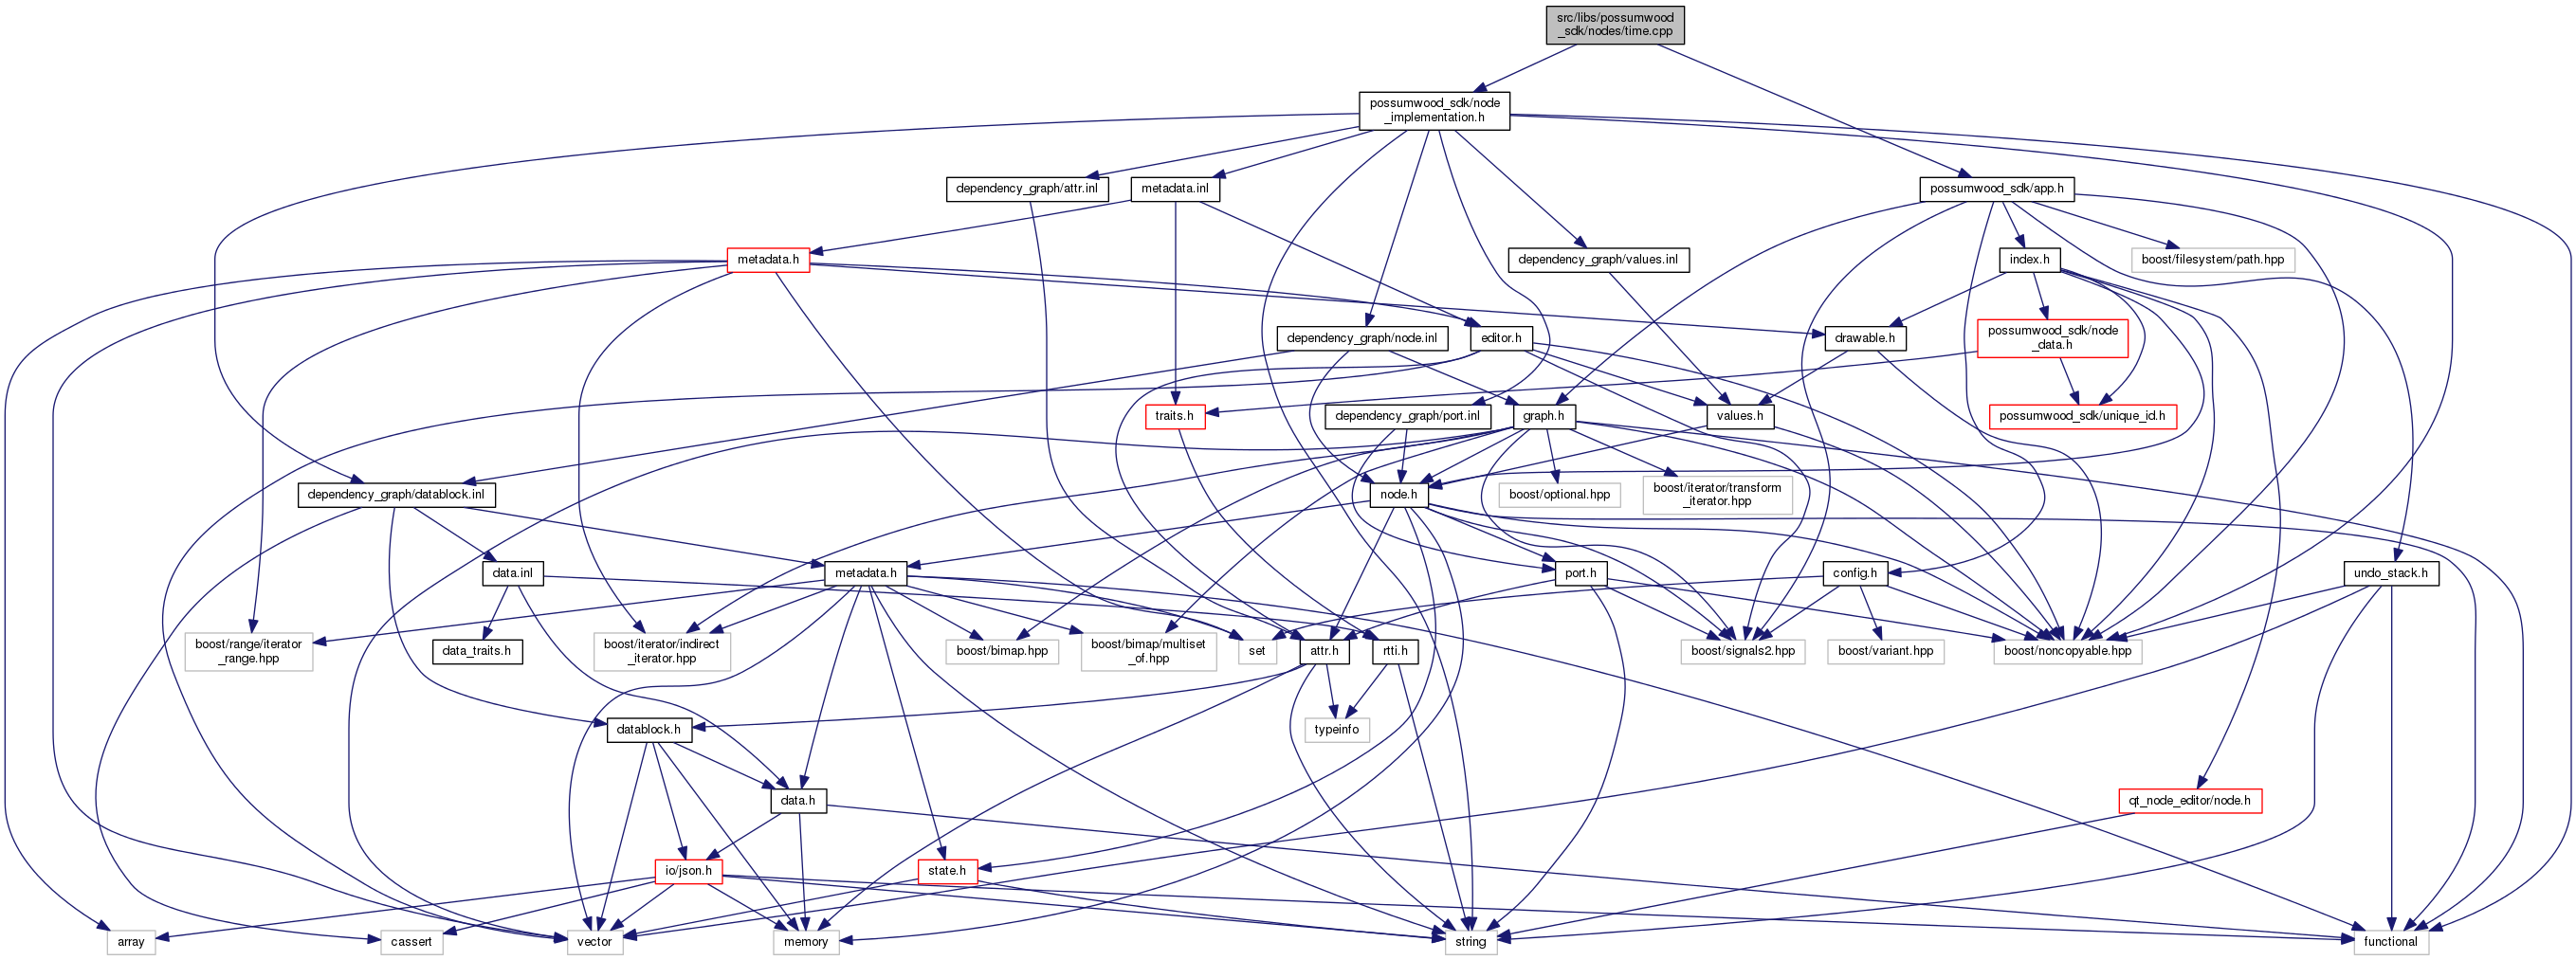 src/libs/possumwood
_sdk/nodes/time.cpp
possumwood_sdk/node
_implementation.h
dependency_graph/attr.inl
metadata.inl
possumwood_sdk/app.h
metadata.h
dependency_graph/values.inl
index.h
boost/filesystem/path.hpp
dependency_graph/node.inl
editor.h
drawable.h
possumwood_sdk/node
_data.h
traits.h
dependency_graph/port.inl
graph.h
values.h
possumwood_sdk/unique_id.h
dependency_graph/datablock.inl
node.h
boost/optional.hpp
boost/iterator/transform
_iterator.hpp
data.inl
metadata.h
port.h
config.h
undo_stack.h
boost/range/iterator
_range.hpp
data_traits.h
boost/iterator/indirect
_iterator.hpp
boost/bimap.hpp
boost/bimap/multiset
_of.hpp
set
attr.h
rtti.h
boost/signals2.hpp
boost/variant.hpp
boost/noncopyable.hpp
datablock.h
typeinfo
data.h
qt_node_editor/node.h
io/json.h
state.h
array
cassert
vector
memory
string
functional